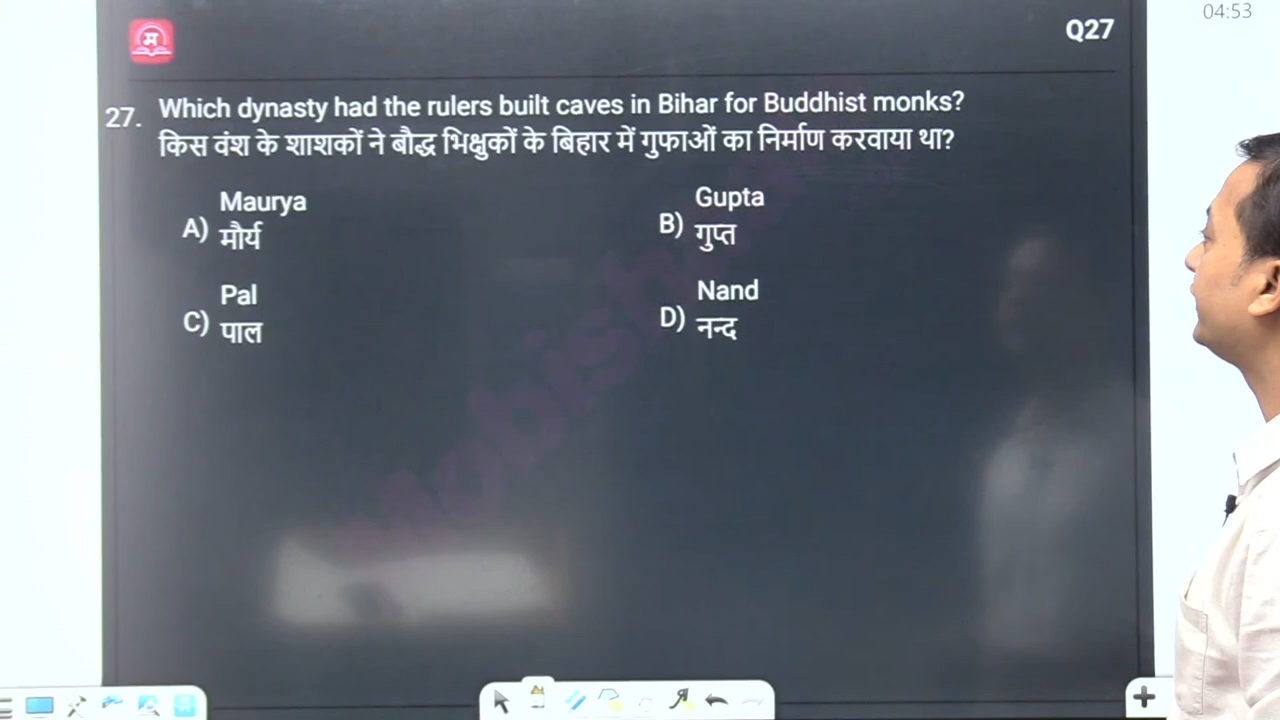 04:53
म
Q27
27. Which dynasty had the rulers built caves in Bihar for Buddhist monks?
किस वंश के शाशकों ने बौद्ध भिक्षुकों के बिहार में गुफाओं का निर्माण करवाया था?
A) Maurya
मौर्य
B) Gupta
गुप्त
C) Pal
पाल
D) Nand
नन्द